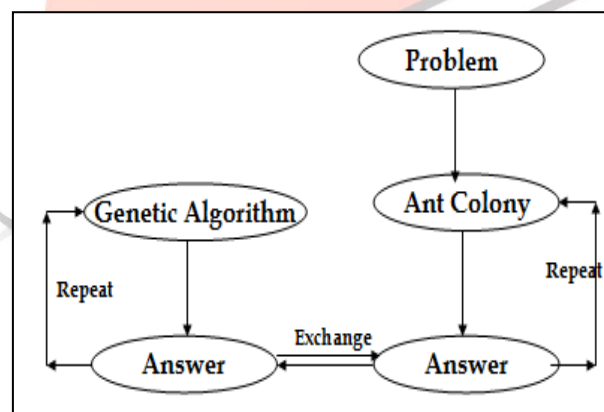 Problem
Genetic Algorithm
Ant Colony
Repeat
Repeat
Exchange
Answer
Answer